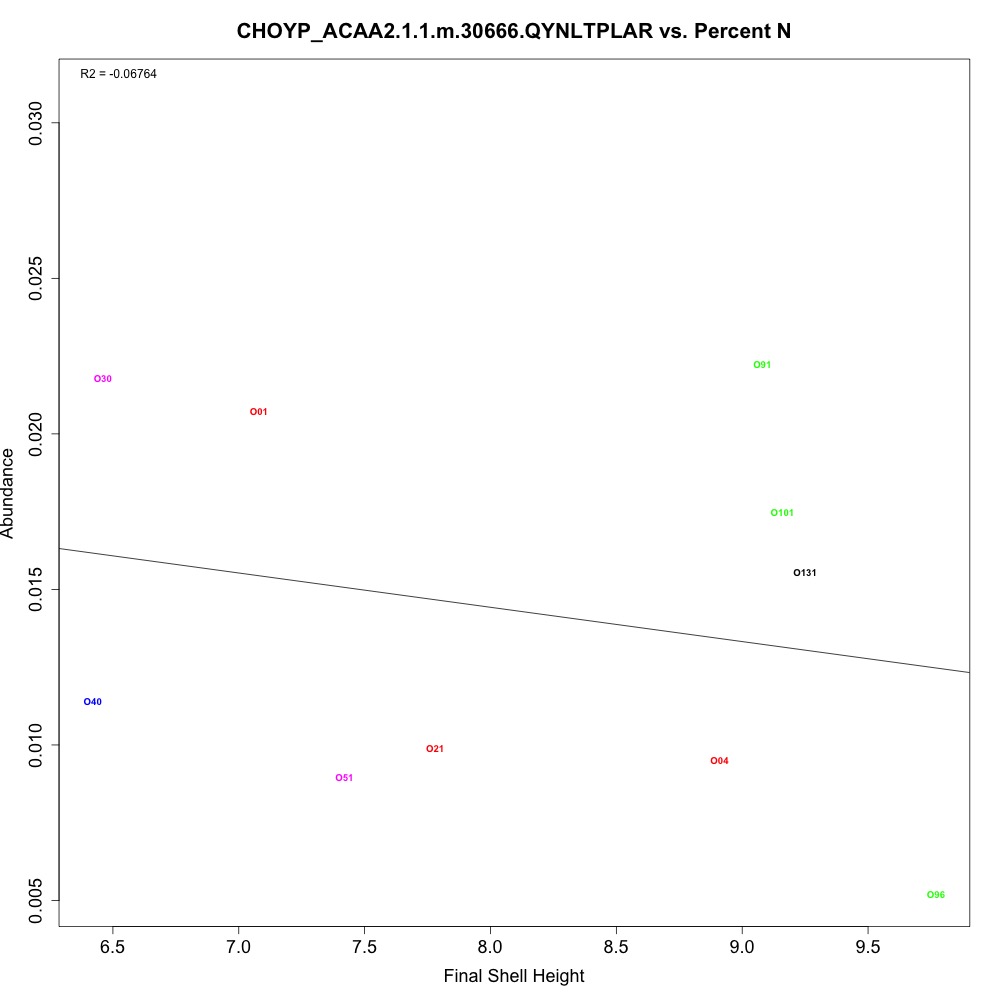 CHOYP_ACAA2.1.1.m.30666.QYNLTPLAR vs. Percent N
R2 = -0.06764
0.030
0.025
0.020
0.015
0.010
0.005
Abundance
O30
O01
O91
O101
O131
O40
O21
O51
O04
O96
6.5 7.0 7.5 8.0 8.5 9.0 9.5
Final Shell Height